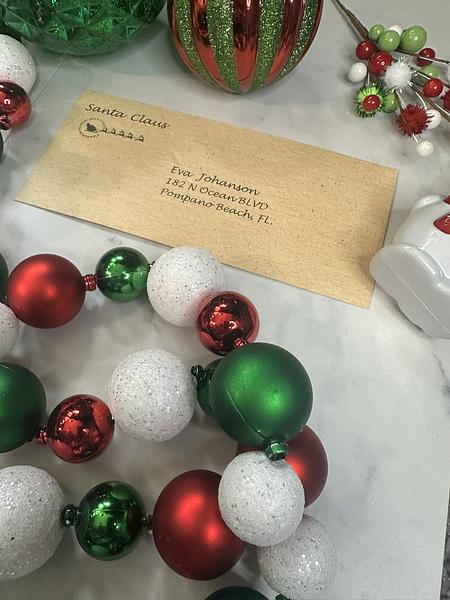 Santa Claus
Eva Johanson
182 N Ocean BLVD
Pompano Beach, FL.